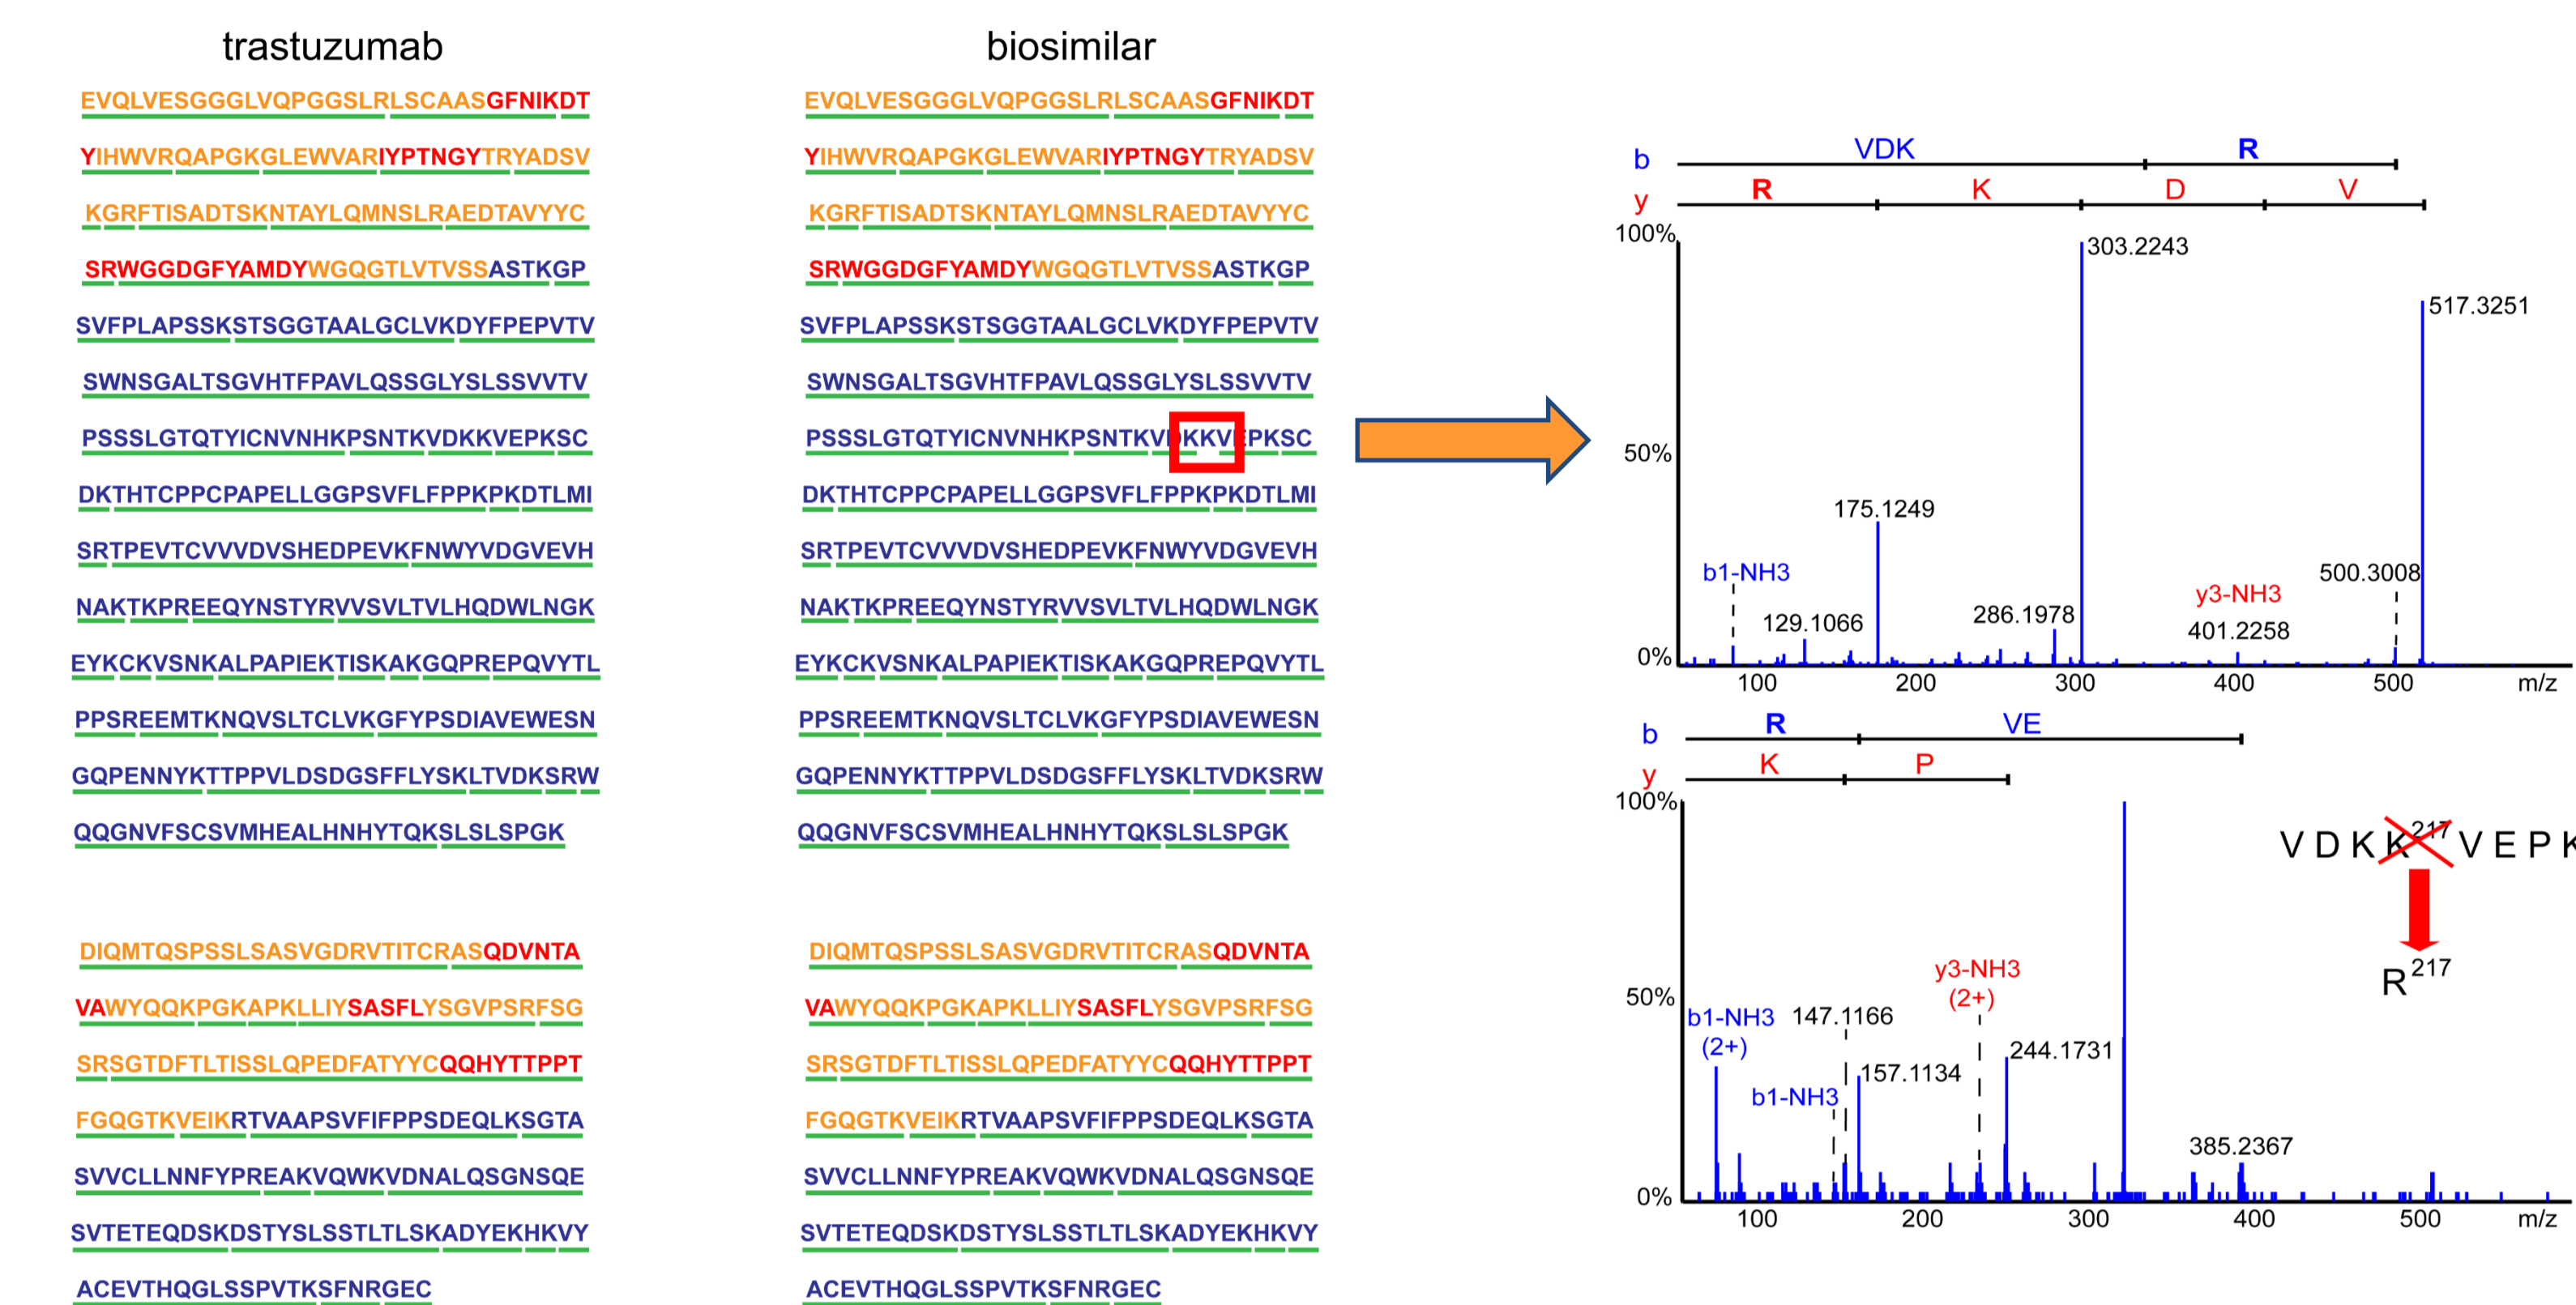 trastuzumab
EVQLVESGGGLVQPGGSLRLSCAASGFNIKDT
YIHWVRQAPGKGLEWVARIYPTNGYTRYADSV
KGRFTISADTSKNTAYLQMNSLRAEDTAVYYC
SRWGGDGFYAMDYWGQGTLVTVSSASTKGP
SVFPLAPSSKSTSGGTAALGCLVKDYFPEPVTV
SWNSGALTSGVHTFPAVLQSSGLYSLSSVVTV
PSSSLGTQTYICNVNHKPSNTKVDKKVEPKSC
DKTHTCPPCPAPELLGGPSVFLFPPKPKDTLMI
SRTPEVTCVVVDVSHEDPEVKFNWYVDGVEVH
NAKTKPREEQYNSTYRVVSVLTVLHQDWLNGK
EYKCKVSNKALPAPIEKTISKAKGQPREPQVYTL
PPSREEMTKNQVSLTCLVKGFYPSDIAVEWESN
GQPENNYKTTPPVLDSDGSFFLYSKLTVDKSRW
QQGNVFSCSVMHEALHNHYTQKSLSLSPGK
DIQMTQSPSSLSASVGDRVTITCRASQDVNTA
VAWYQQKPGKAPKLLIYSASFLYSGVPSRFSG
SRSGTDFTLTISSLQPEDFATYYCQQHYTTPPT
FGQGTKVEIKRTVAAPSVFIFPPSDEQLKSGTA
SVVCLLNNFYPREAKVQWKVDNALQSGNSQE
SVTETEQDSKDSTYSLSSTLTLSKADYEKHKVY
ACEVTHQGLSSPVTKSFNRGEC
biosimilar
EVQLVESGGGLVQPGGSLRLSCAASGFNIKDT
YIHWVRQAPGKGLEWVARIYPTNGYTRYADSV
KGRFTISADTSKNTAYLQMNSLRAEDTAVYYC
SRWGGDGFYAMDYWGQGTLVTVSSASTKGP
SVFPLAPSSKSTSGGTAALGCLVKDYFPEPVTV
SWNSGALTSGVHTFPAVLQSSGLYSLSSVVTV
PSSSLGTQTYICNVNHKPSNTKVDKKVEPKSC
DKTHTCPPCPAPELLGGPSVFLFPPKPKDTLMI
SRTPEVTCVVVDVSHEDPEVKFNWYVDGVEVH
NAKTKPREEQYNSTYRVVSVLTVLHQDWLNGK
EYKCKVSNKALPAPIEKTISKAKGQPREPQVYTL
PPSREEMTKNQVSLTCLVKGFYPSDIAVEWESN
GQPENNYKTTPPVLDSDGSFFLYSKLTVDKSRW
QQGNVFSCSVMHEALHNHYTQKSLSLSPGK
DIQMTQSPSSLSASVGDRVTITCRASQDVNTA
VAWYQQKPGKAPKLLIYSASFLYSGVPSRFSG
SRSGTDFTLTISSLQPEDFATYYCQQHYTTPPT
FGQGTKVEIKRTVAAPSVFIFPPSDEQLKSGTA
SVVCLLNNFYPREAKVQWKVDNALQSGNSQE
SVTETEQDSKDSTYSLSSTLTLSKADYEKHKVY
ACEVTHQGLSSPVTKSFNRGEC
b VDK R
y R K D V
100%
303.2243
517.3251
50%
175.1249
b1-NH3
129.1066
286.1978
y3-NH3
401.2258
500.3008
0%
100 200 300 400 500 m/z
b R VE
y K P
100%
VDKK217VEPK
R217
50%
b1-NH3
(2+)
147.1166
y3-NH3
(2+)
157.1134
244.1731
b1-NH3
385.2367
0%
100 200 300 400 500 m/z